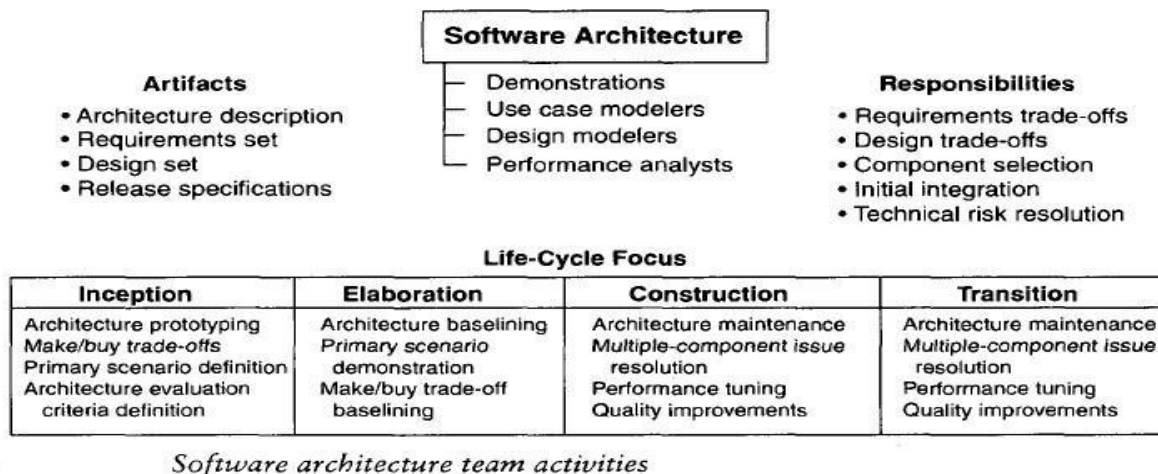 Software Architecture
Demonstrations
Use case modelers
Design modelers
Performance analysts
Artifacts
• Architecture description
• Requirements set
• Design set
• Release specifications
Responsibilities
• Requirements trade-offs
• Design trade-offs
• Component selection
• Initial integration
• Technical risk resolution
Life-Cycle Focus
Inception
Architecture prototyping
Make/buy trade-offs
Primary scenario definition
Architecture evaluation
criteria definition
Elaboration
Architecture baselining
Primary scenario
demonstration
Make/buy trade-off
baselining
Construction
Architecture maintenance
Multiple-component issue
resolution
Performance tuning
Quality improvements
Transition
Architecture maintenance
Multiple-component issue
resolution
Performance tuning
Quality improvements
Software architecture team activities